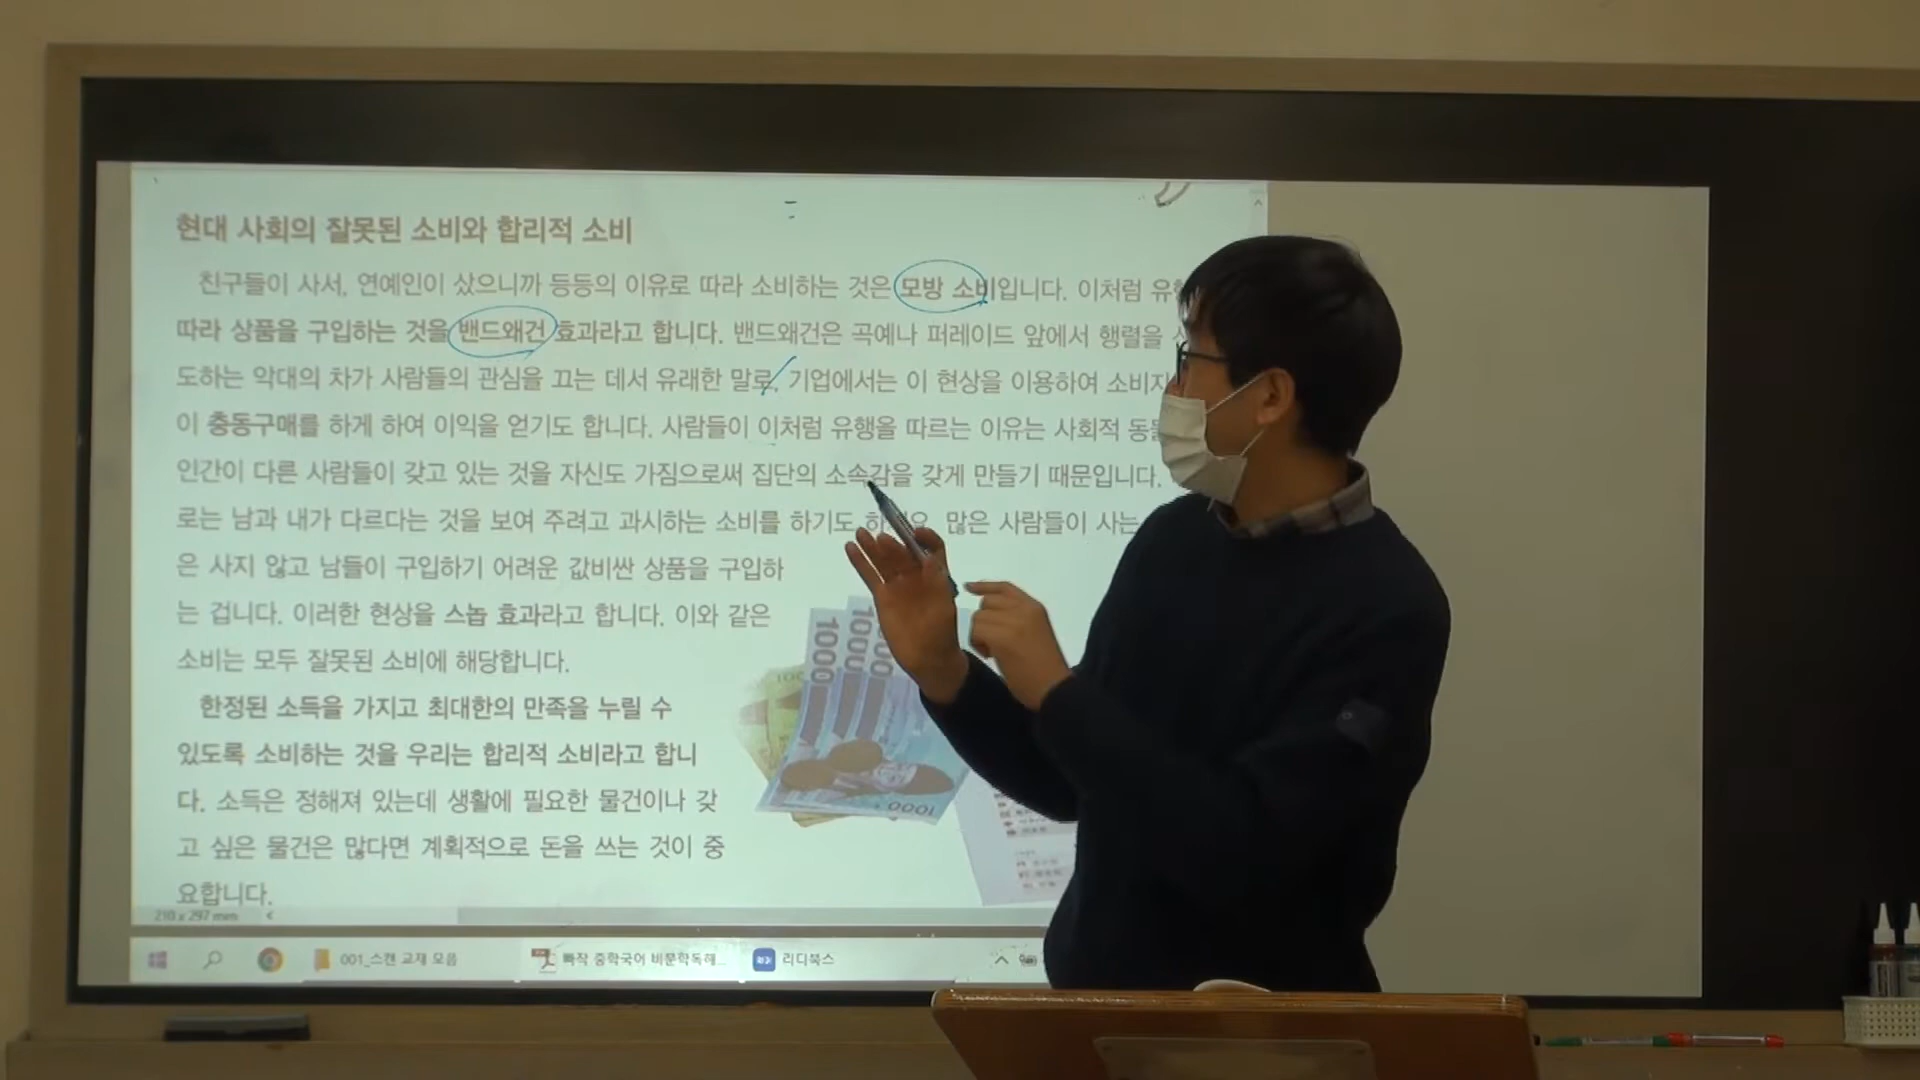 현대 사회의 잘못된 소비와 합리적 소비
친구들이 사서, 연예인이 샀으니까 등등의 이유로 따라 소비하는 것은 모방 소비입니다. 이처럼
따라 상품을 구입하는 것을 밴드왜건 효과라고 합니다. 밴드왜건은 곡예나 퍼레이드 앞에서 행렬을
도하는 악대의 차가 사람들의 관심을 끄는 데서 유래한 말로, 기업에서는 이 현상을 이용하여
이 충동구매를 하게 하여 이익을 얻기도 합니다. 사람들이 이처럼 유행을 따르는 이유는 사회적
인간이 다른 사람들이 갖고 있는 것을 자신도 가짐으로써 집단의 소속감을 갖게 만들기 때문입니다.
로는 남과 내가 다르다는 것을 보여 주려고 과시하는 소비를 하기도 많은 사람들이 사는
은 사지 않고 남들이 구입하기 어려운 값비싼 상품을 구입하
는 겁니다. 이러한 현상을 스놉 효과라고 합니다. 이와 같은
소비는 모두 잘못된 소비에 해당합니다.
한정된 소득을 가지고 최대한의 만족을 누릴 수
있도록 소비하는 것을 우리는 합리적 소비라고 합니
다. 소득은 정해져 있는데 생활에 필요한 물건이나 갖
고 싶은 물건은 많다면 계획적으로 돈을 쓰는 것이 중
요합니다.
210 x 297 mm
001_스캔 교재 모음 빠작 중학국어 비문학독해... 리디북스